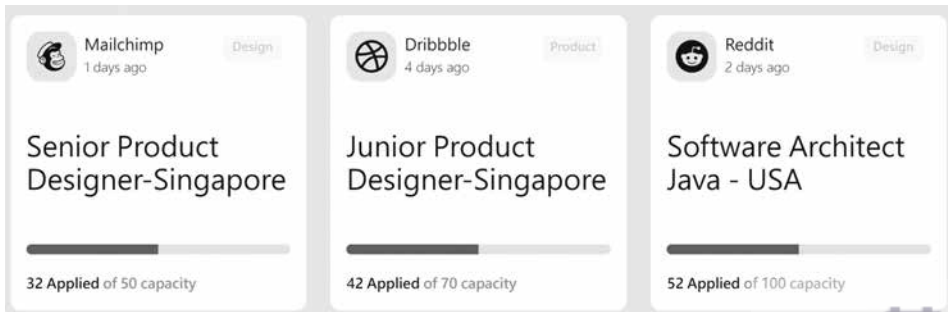 Mailchimp
Design
1 days ago
Senior Product
Designer-Singapore
32 Applied of 50 capacity
Dribbble
Product
4 days ago
Junior Product
Designer-Singapore
42 Applied of 70 capacity
Reddit
Design
2 days ago
Software Architect
Java - USA
52 Applied of 100 capacity